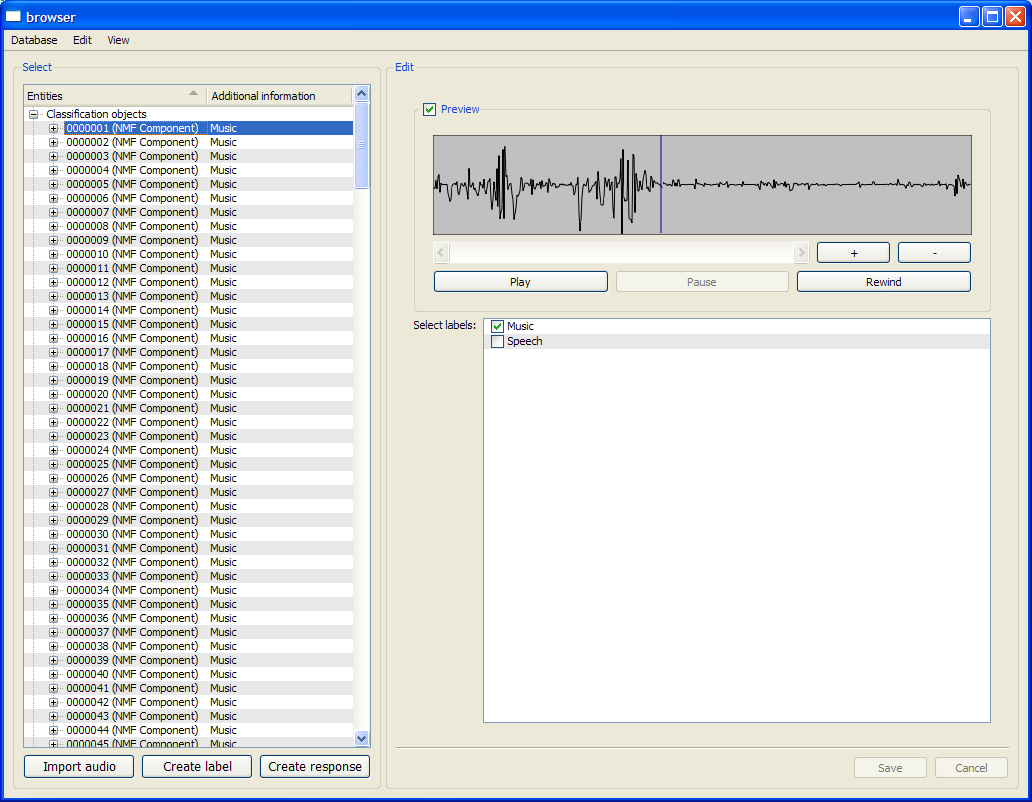 browser
Database Edit View
Select
Entities Additional information
Classification objects
0000001 (NMF Component) Music
0000002 (NMF Component) Music
0000003 (NMF Component) Music
0000004 (NMF Component) Music
0000005 (NMF Component) Music
0000006 (NMF Component) Music
0000007 (NMF Component) Music
0000008 (NMF Component) Music
0000009 (NMF Component) Music
0000010 (NMF Component) Music
0000011 (NMF Component) Music
0000012 (NMF Component) Music
0000013 (NMF Component) Music
0000014 (NMF Component) Music
0000015 (NMF Component) Music
0000016 (NMF Component) Music
0000017 (NMF Component) Music
0000018 (NMF Component) Music
0000019 (NMF Component) Music
0000020 (NMF Component) Music
0000021 (NMF Component) Music
0000022 (NMF Component) Music
0000023 (NMF Component) Music
0000024 (NMF Component) Music
0000025 (NMF Component) Music
0000026 (NMF Component) Music
0000027 (NMF Component) Music
0000028 (NMF Component) Music
0000029 (NMF Component) Music
0000030 (NMF Component) Music
0000031 (NMF Component) Music
0000032 (NMF Component) Music
0000033 (NMF Component) Music
0000034 (NMF Component) Music
0000035 (NMF Component) Music
0000036 (NMF Component) Music
0000037 (NMF Component) Music
0000038 (NMF Component) Music
0000039 (NMF Component) Music
0000040 (NMF Component) Music
0000041 (NMF Component) Music
0000042 (NMF Component) Music
0000043 (NMF Component) Music
0000044 (NMF Component) Music
0000045 (NMF Component) Music
Import audio Create label Create response
Edit
Preview
+ -
Play Pause Rewind
Select labels: Music
Speech
Save Cancel